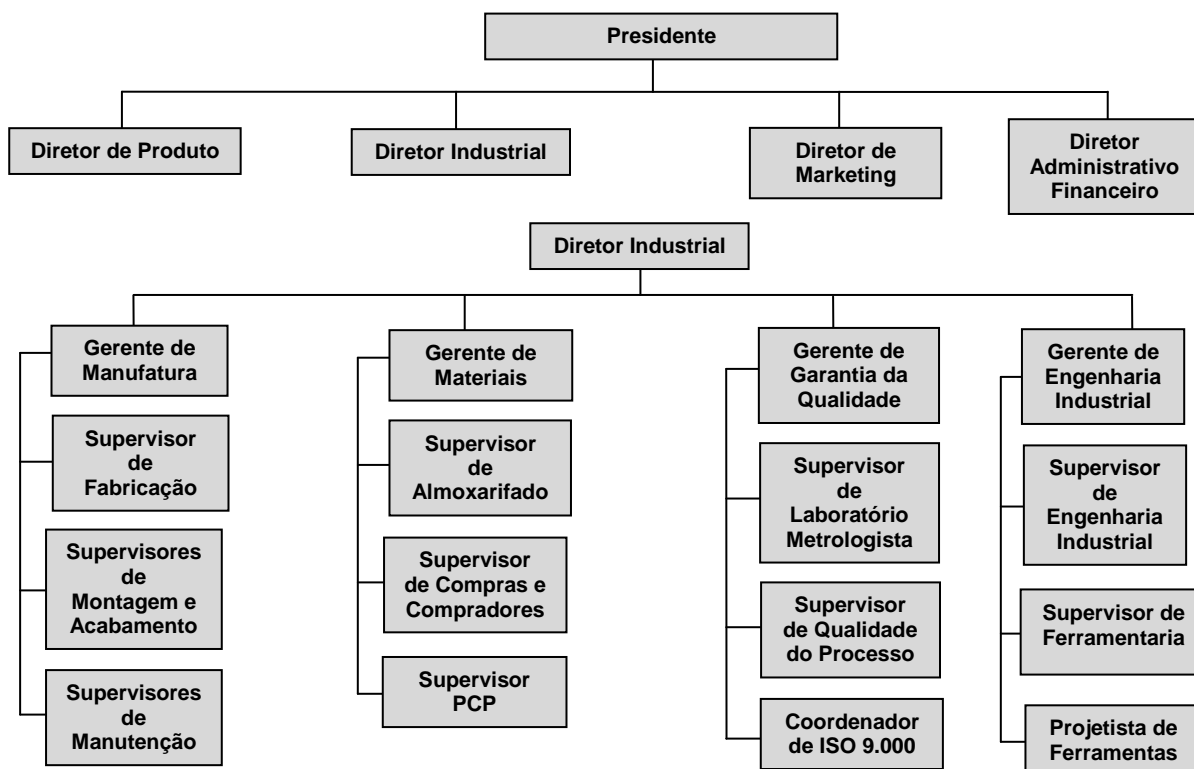 Presidente
Diretor de Produto
Diretor Industrial
Diretor de
Marketing
Diretor
Administrativo
Financeiro
Diretor Industrial
Gerente de
Manufatura
Supervisor
de
Fabricação
Supervisores
de
Montagem e
Acabamento
Supervisores
de
Manutenção
Gerente de
Materiais
Supervisor
de
Almoxarifado
Supervisor
de Compras e
Compradores
Supervisor
PCP
Gerente de
Garantia da
Qualidade
Supervisor
de
Laboratório
Metrologista
Supervisor
de Qualidade
do Processo
Coordenador
de ISO 9.000
Gerente de
Engenharia
Industrial
Supervisor
de
Engenharia
Industrial
Supervisor de
Ferramentaria
Projetista de
Ferramentas